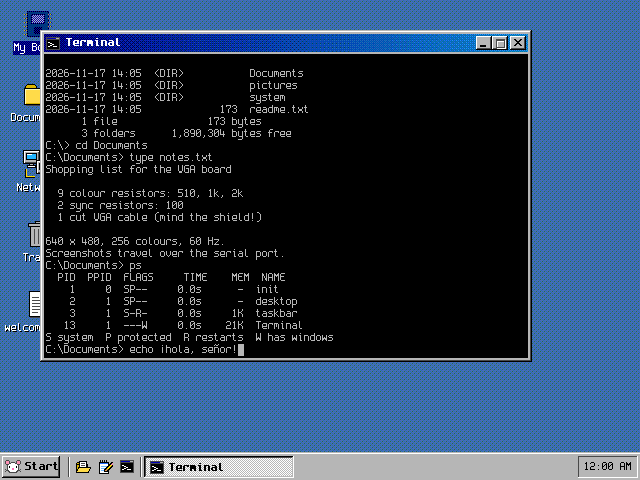 My Bo
Docum
Netw
Tra
welcom
Terminal
2026-11-17 14:05 <DIR> Documents
2026-11-17 14:05 <DIR> pictures
2026-11-17 14:05 <DIR> system
2026-11-17 14:05 173 readme.txt
1 file 173 bytes
3 folders 1,890,304 bytes free
C:\> cd Documents
C:\Documents> type notes.txt
Shopping list for the VGA board
9 colour resistors: 510, 1k, 2k
2 sync resistors: 100
1 cut VGA cable (mind the shield!)
640 x 480, 256 colours, 60 Hz.
Screenshots travel over the serial port.
C:\Documents> ps
PID PPID FLAGS TIME MEM NAME
1 0 SP-- 0.0s - init
2 1 SP-- 0.0s - desktop
3 1 S-R- 0.0s 1K taskbar
13 1 ---W 0.0s 21K Terminal
S system P protected R restarts W has windows
C:\Documents> echo ¡hola, señor!
Start
Terminal
12:00 AM